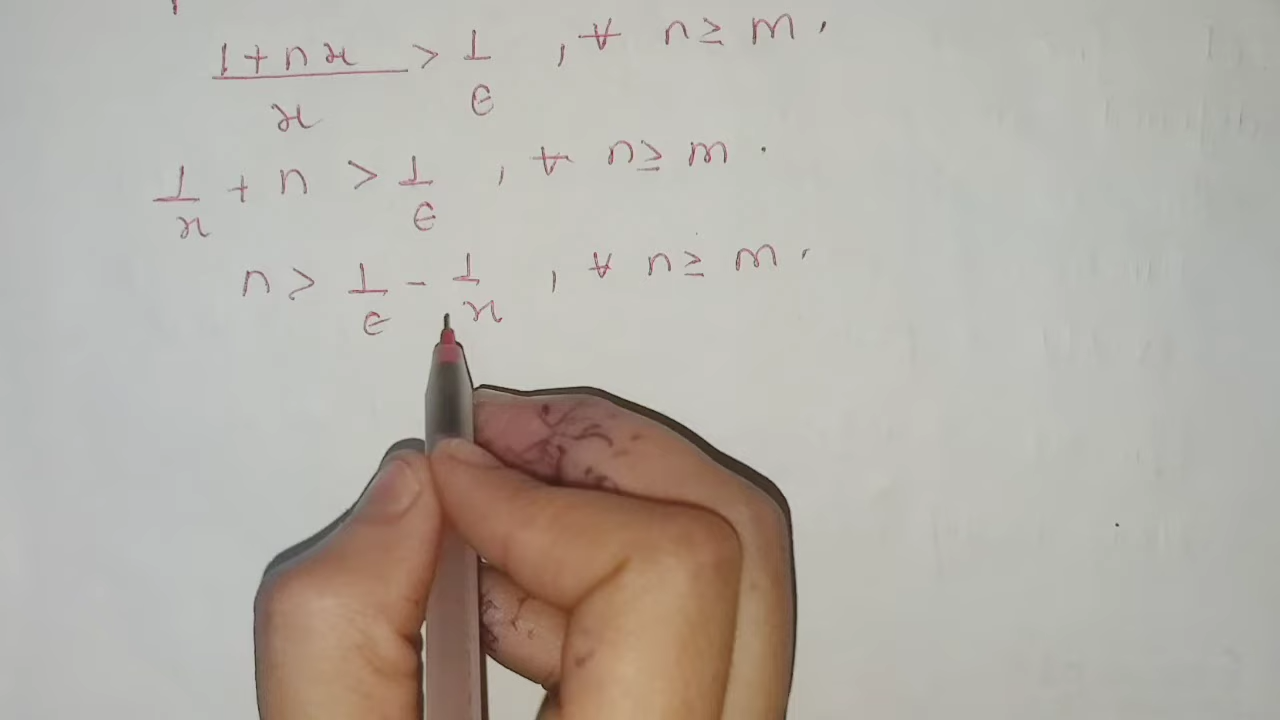 (1+nx)/x > 1/ε , ∀ n ≥ m.
1/x + n > 1/ε , ∀ n ≥ m.
n > 1/ε - 1/x , ∀ n ≥ m.